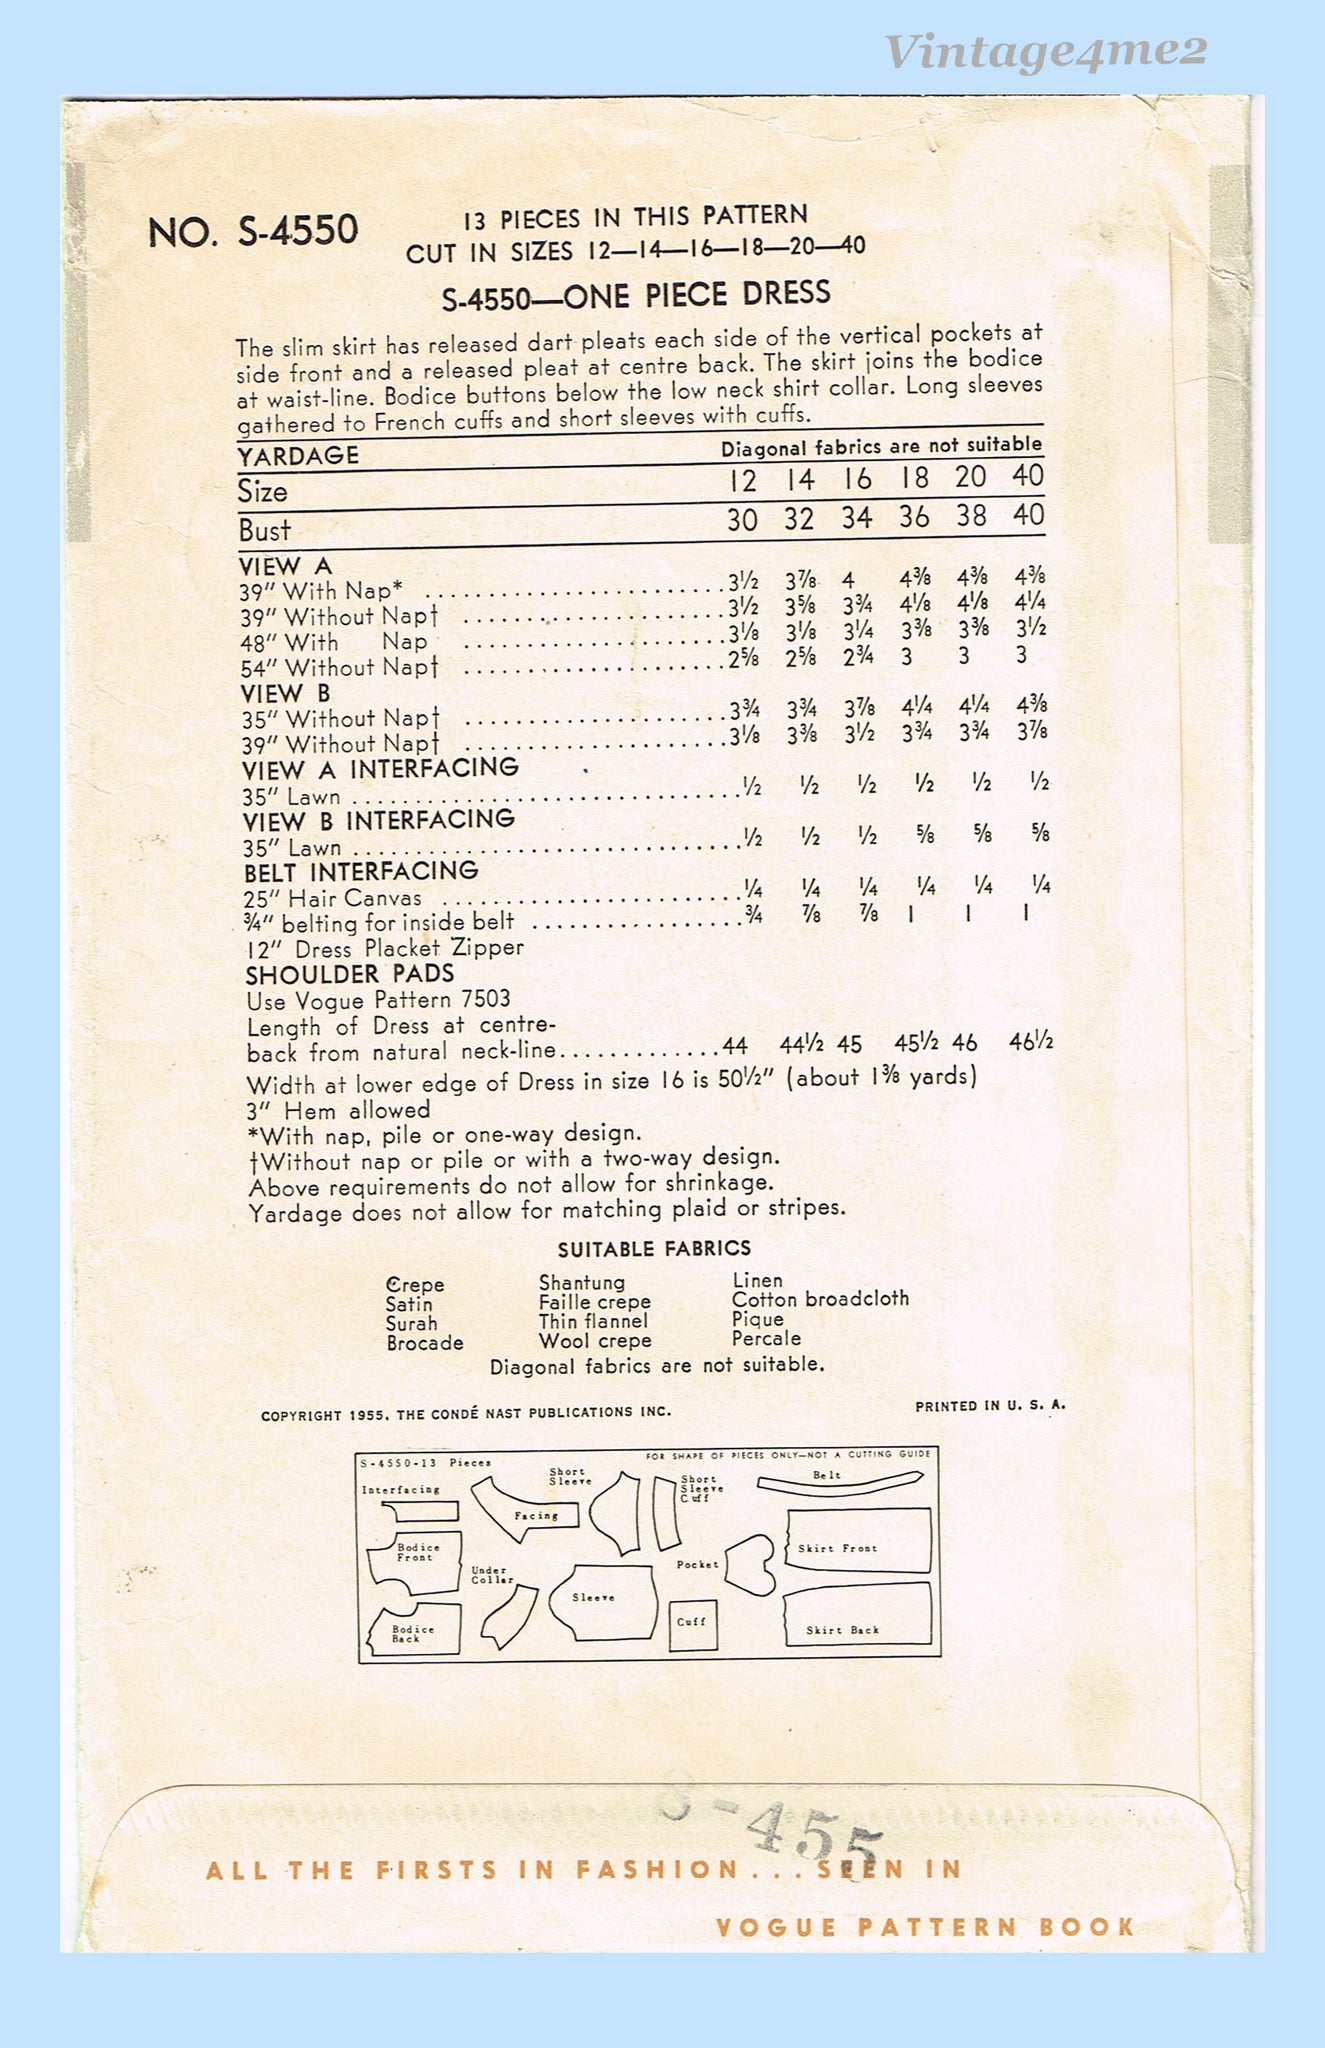 Vintage4me2
NO. S-4550
13 PIECES IN THIS PATTERN
CUT IN SIZES 12—14—16—18—20—40
S-4550—ONE PIECE DRESS
The slim skirt has released dart pleats each side of the vertical pockets at
side front and a released pleat at centre back. The skirt joins the bodice
at waist-line. Bodice buttons below the low neck shirt collar. Long sleeves
gathered to French cuffs and short sleeves with cuffs.
YARDAGE Diagonal fabrics are not suitable
Size 12 14 16 18 20 40
Bust 30 32 34 36 38 40
VIEW A
39" With Nap* ........................ 3½ 3⅞ 4 4⅜ 4⅜ 4⅜
39" Without Nap† ..................... 3½ 3⅝ 3¾ 4⅛ 4⅛ 4¼
48" With Nap ..................... 3⅛ 3⅛ 3¼ 3⅜ 3⅜ 3½
54" Without Nap† ..................... 2⅝ 2⅝ 2¾ 3 3 3
VIEW B
35" Without Nap† ..................... 3¾ 3¾ 3⅞ 4¼ 4¼ 4⅜
39" Without Nap† ..................... 3⅛ 3⅜ 3½ 3¾ 3¾ 3⅞
VIEW A INTERFACING
35" Lawn ............................... ½ ½ ½ ½ ½ ½
VIEW B INTERFACING
35" Lawn ............................... ½ ½ ½ ⅝ ⅝ ⅝
BELT INTERFACING
25" Hair Canvas ........................ ¼ ¼ ¼ ¼ ¼ ¼
¾" belting for inside belt ................. ¾ ⅞ ⅞ 1 1 1
12" Dress Placket Zipper
SHOULDER PADS
Use Vogue Pattern 7503
Length of Dress at centre-
back from natural neck-line............. 44 44½ 45 45½ 46 46½
Width at lower edge of Dress in size 16 is 50½" (about 1⅜ yards)
3" Hem allowed
*With nap, pile or one-way design.
†Without nap or pile or with a two-way design.
Above requirements do not allow for shrinkage.
Yardage does not allow for matching plaid or stripes.
SUITABLE FABRICS
Crepe Shantung Linen
Satin Faille crepe Cotton broadcloth
Surah Thin flannel Pique
Brocade Wool crepe Percale
Diagonal fabrics are not suitable.
COPYRIGHT 1955, THE CONDÉ NAST PUBLICATIONS INC. PRINTED IN U. S. A.
S-4550-13 Pieces
FOR SHAPE OF PIECES ONLY—NOT A CUTTING GUIDE
Interfacing
Facing
Short
Sleeve
Short
Sleeve
Cuff
Belt
Bodice
Front
Under
Collar
Sleeve
Pocket
Skirt Front
Bodice
Back
Cuff
Skirt Back
8-455
ALL THE FIRSTS IN FASHION...SEEN IN
VOGUE PATTERN BOOK